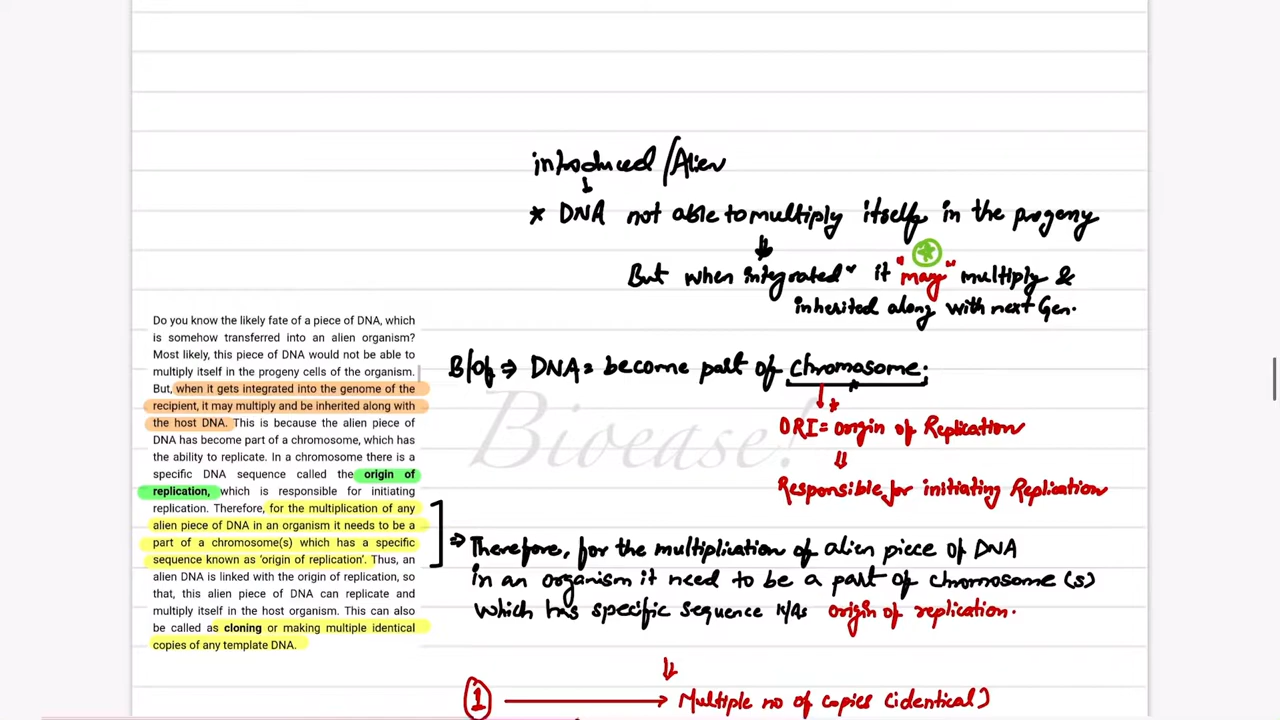 introduced / Alien
* DNA not able to multiply itself in the progeny
But when integrated it "may" multiply &
inherited along with next Gen.
Do you know the likely fate of a piece of DNA, which
is somehow transferred into an alien organism?
Most likely, this piece of DNA would not be able to
multiply itself in the progeny cells of the organism.
But, when it gets integrated into the genome of the
recipient, it may multiply and be inherited along with
the host DNA. This is because the alien piece of
DNA has become part of a chromosome, which has
the ability to replicate. In a chromosome there is a
specific DNA sequence called the origin of
replication, which is responsible for initiating
replication. Therefore, for the multiplication of any
alien piece of DNA in an organism it needs to be a
part of a chromosome(s) which has a specific
sequence known as 'origin of replication'. Thus, an
alien DNA is linked with the origin of replication, so
that, this alien piece of DNA can replicate and
multiply itself in the host organism. This can also
be called as cloning or making multiple identical
copies of any template DNA.
B/Of ⇒ DNA = become part of chromosome.
ORI = origin of Replication
Responsible for initiating Replication
Bioease!
⇒ Therefore, for the multiplication of alien piece of DNA
in an organism it need to be a part of chromosome (s)
which has specific sequence K/As origin of replication.
1 → Multiple no of copies (identical)